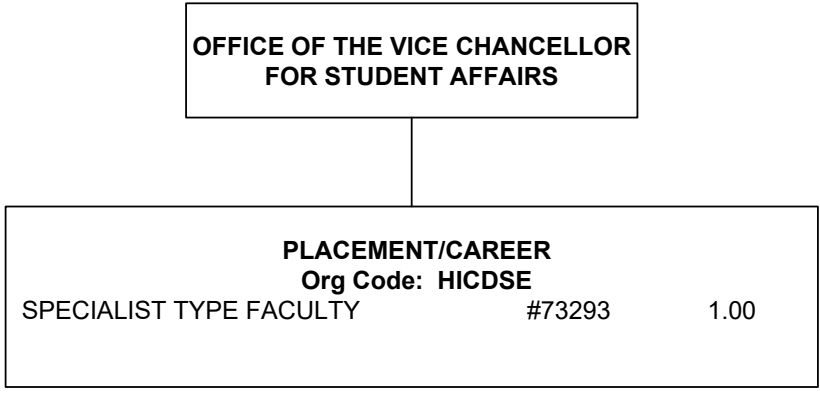 OFFICE OF THE VICE CHANCELLOR
FOR STUDENT AFFAIRS
PLACEMENT/CAREER
Org Code: HICDSE
SPECIALIST TYPE FACULTY #73293 1.00